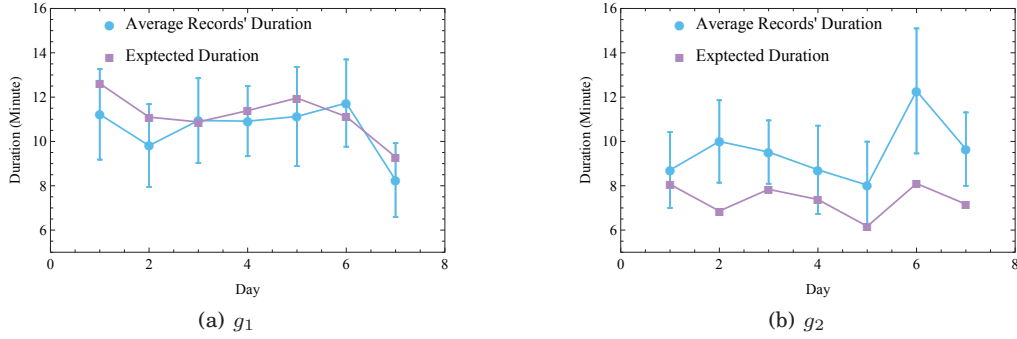 16
14
12
10
8
6
Duration (Minute)
Average Records' Duration
Exptected Duration
0
2
4
6
8
Day
(a) g1
16
14
12
10
8
6
Duration (Minute)
Average Records' Duration
Exptected Duration
0
2
4
6
8
Day
(b) g2